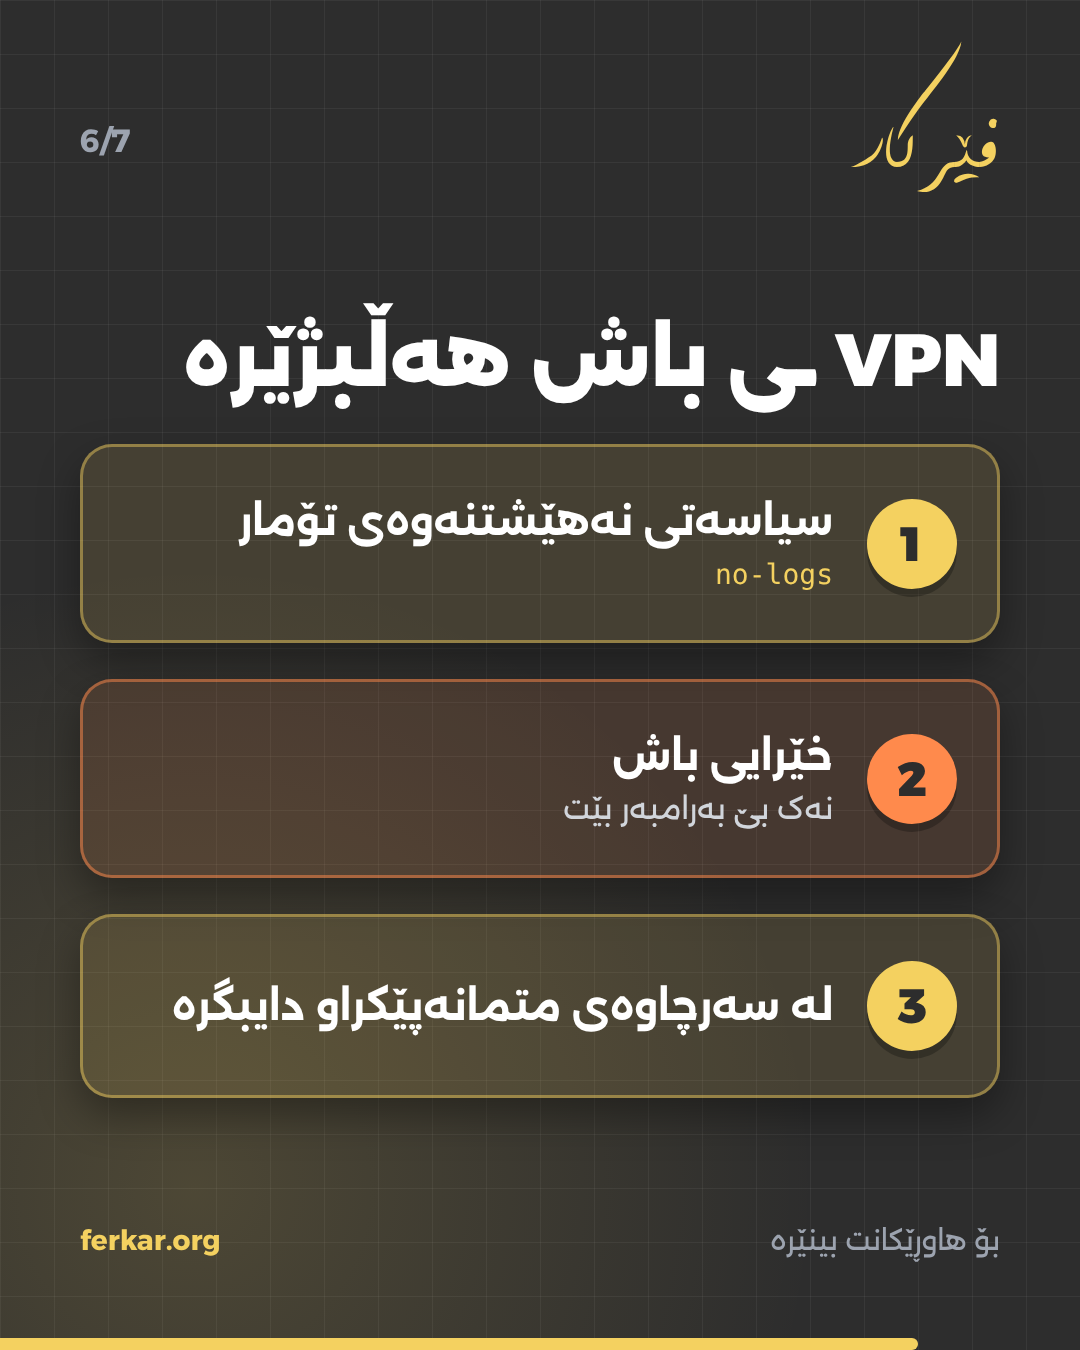 فێرکار
6/7
VPN ـی باش هەڵبژێرە
1
سیاسەتی نەهێشتنەوەی تۆمار
no-logs
2
خێرایی باش
نەک بێ بەرامبەر بێت
3
لە سەرچاوەی متمانەپێکراو دایبگرە
بۆ هاوڕێکانت بینێرە
ferkar.org